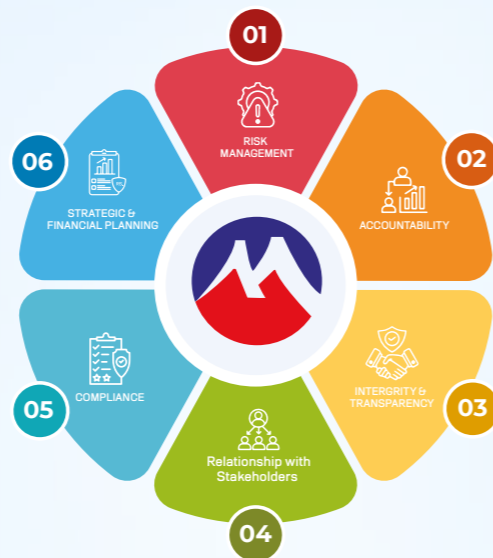 01
RISK
MANAGEMENT
02
ACCOUNTABILITY
03
INTERGRITY &
TRANSPARENCY
04
Relationship with
Stakeholders
05
COMPLIANCE
06
STRATEGIC &
FINANCIAL PLANNING